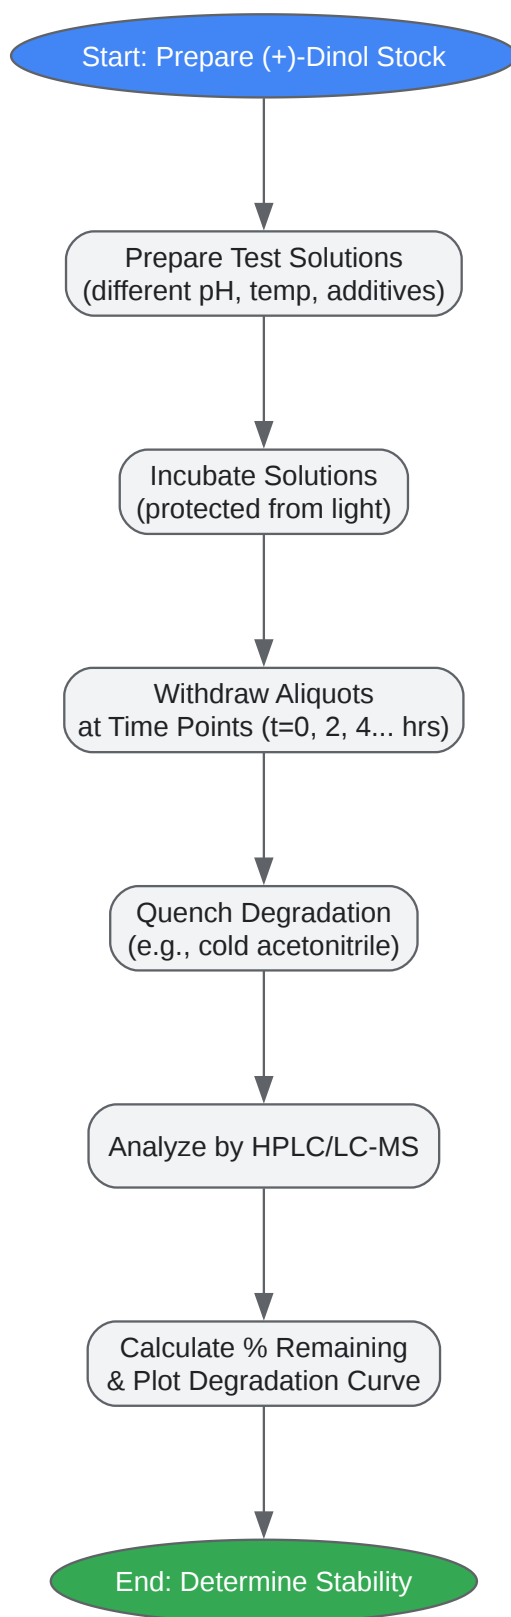 Start: Prepare (+)-Dinol Stock
Prepare Test Solutions
(different pH, temp, additives)
Incubate Solutions
(protected from light)
Withdraw Aliquots
at Time Points (t=0, 2, 4... hrs)
Quench Degradation
(e.g., cold acetonitrile)
Analyze by HPLC/LC-MS
Calculate % Remaining
& Plot Degradation Curve
End: Determine Stability